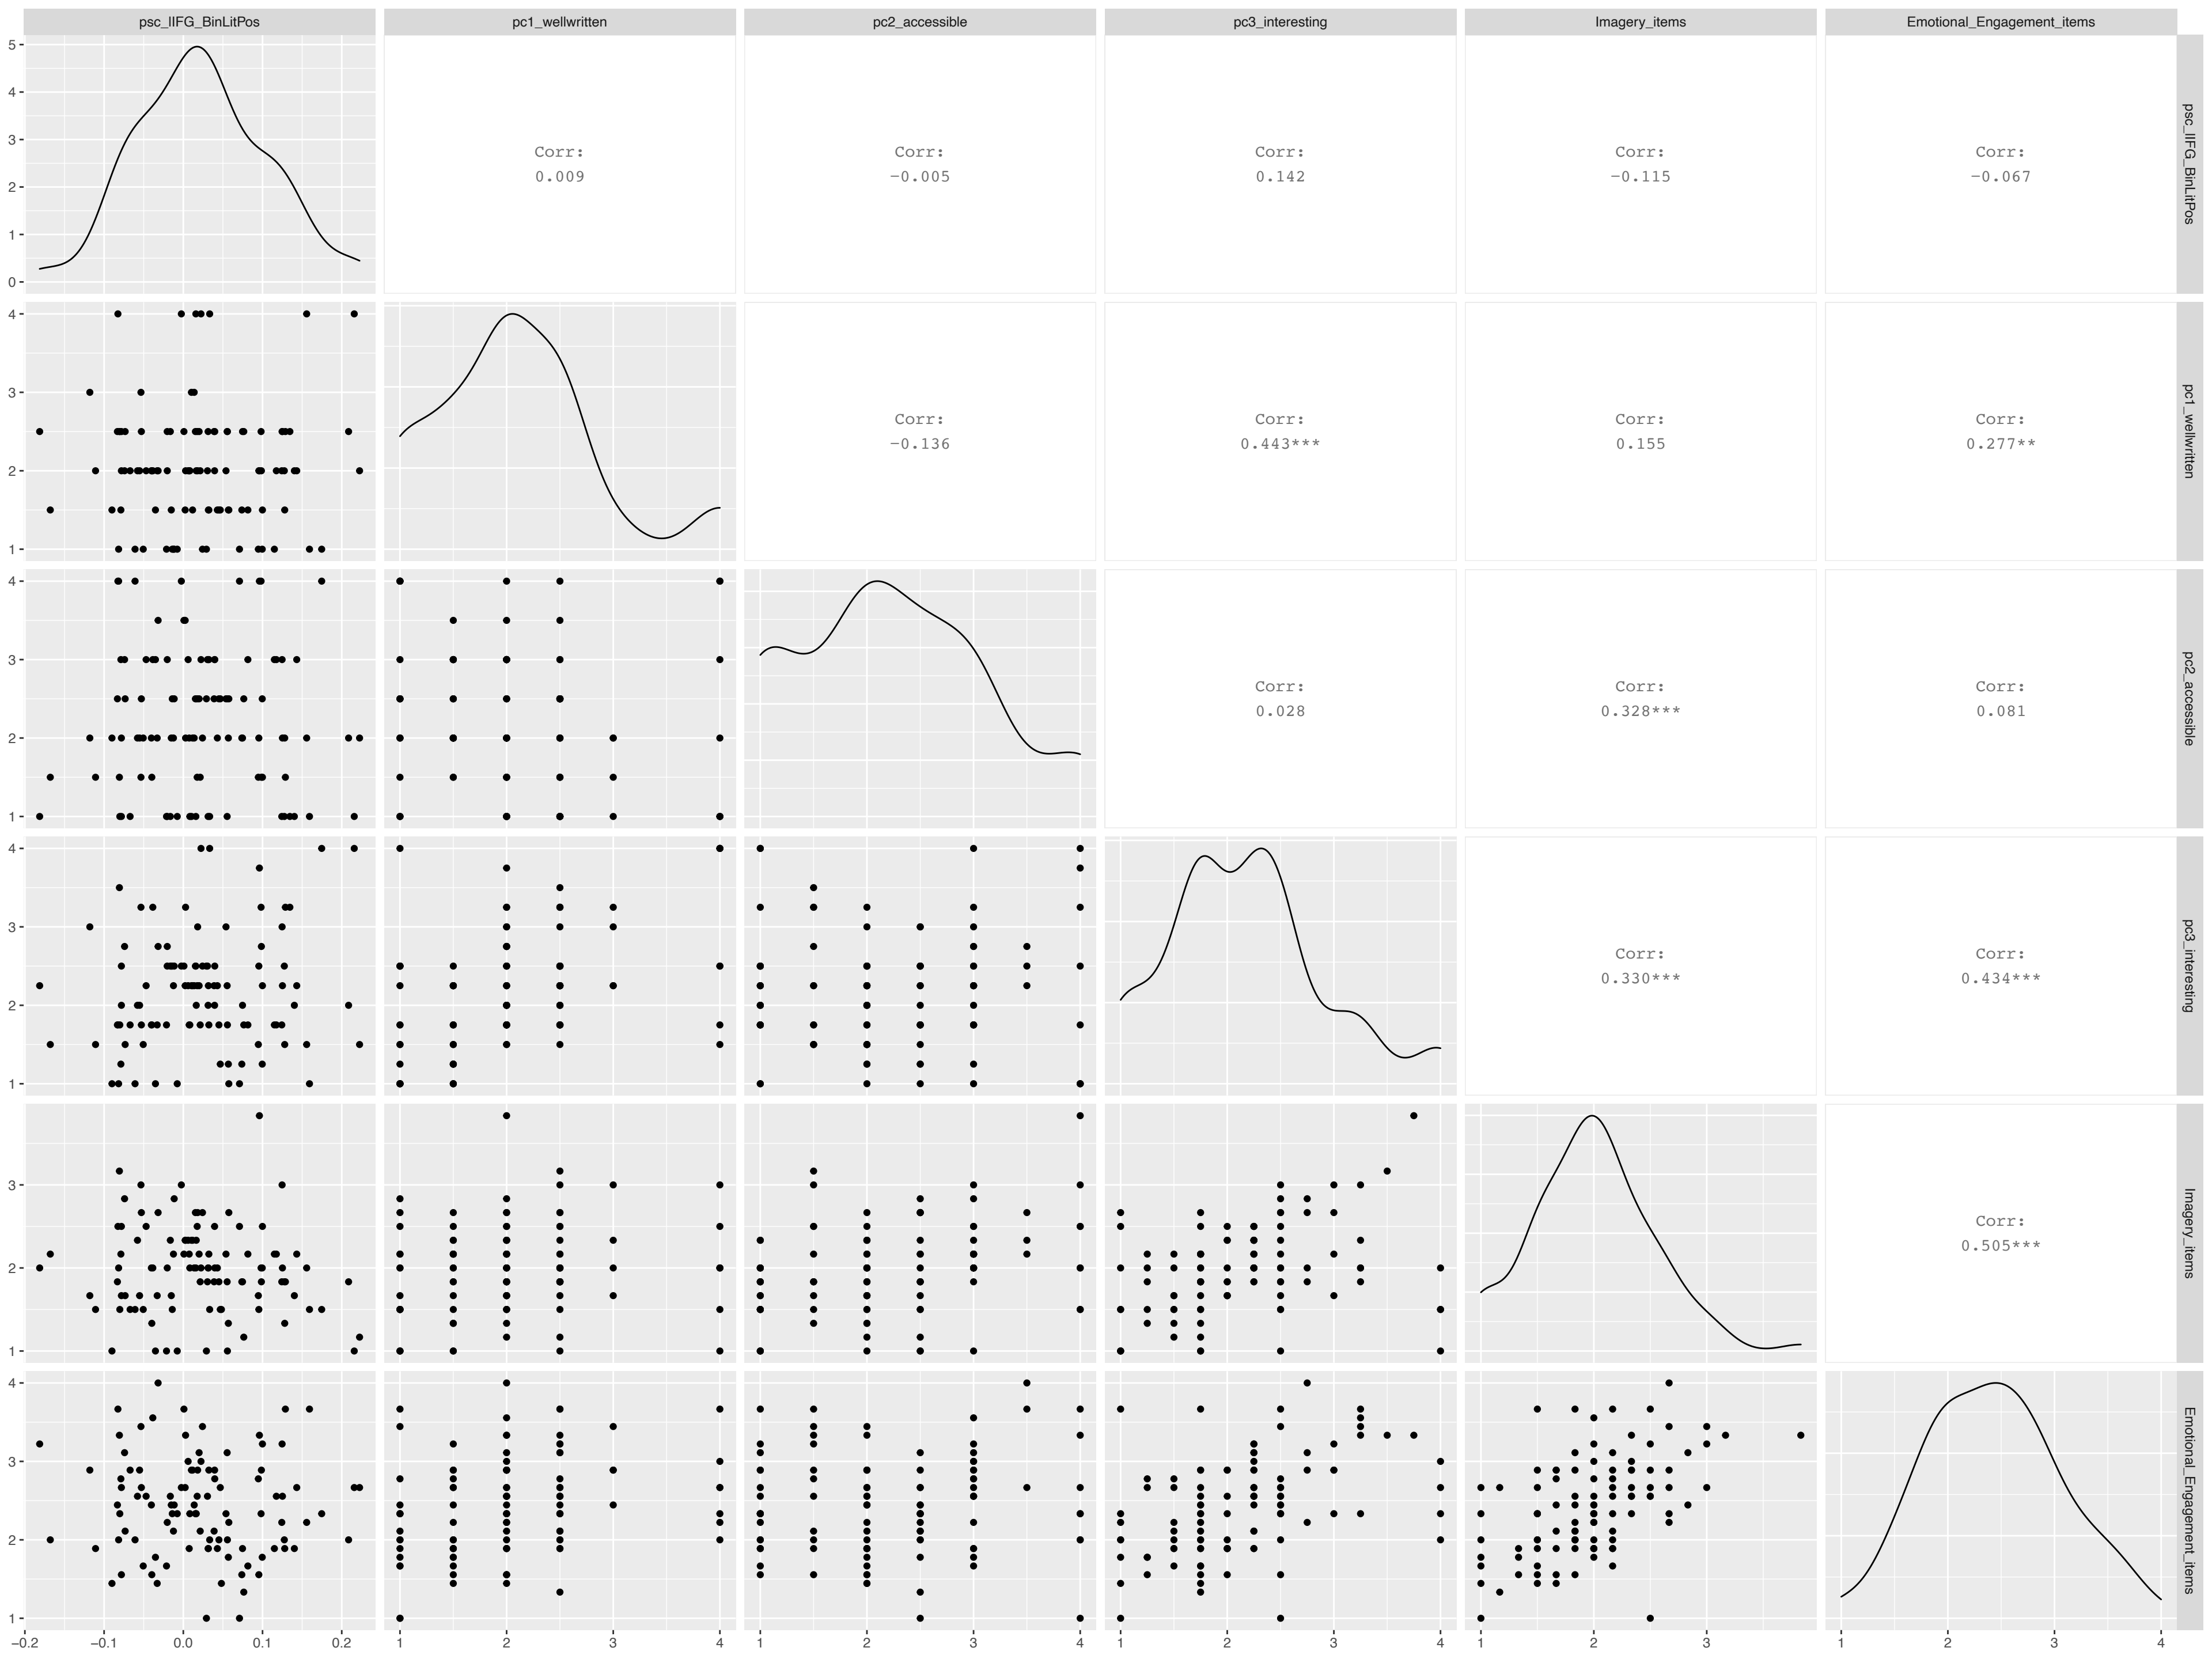 psc_IIFG_BinLitPos pc1_wellwritten pc2_accessible pc3_interesting Imagery_items Emotional_Engagement_items
5
4
3
2
1
0
Corr:
0.009
Corr:
−0.005
Corr:
0.142
Corr:
−0.115
Corr:
−0.067
psc_IIFG_BinLitPos
4
3
2
1
Corr:
−0.136
Corr:
0.443***
Corr:
0.155
Corr:
0.277**
pc1_wellwritten
4
3
2
1
Corr:
0.028
Corr:
0.328***
Corr:
0.081
pc2_accessible
4
3
2
1
Corr:
0.330***
Corr:
0.434***
pc3_interesting
3
2
1
Corr:
0.505***
Imagery_items
4
3
2
1
Emotional_Engagement_items
−0.2 −0.1 0.0 0.1 0.2 1 2 3 4 1 2 3 4 1 2 3 4 1 2 3 1 2 3 4